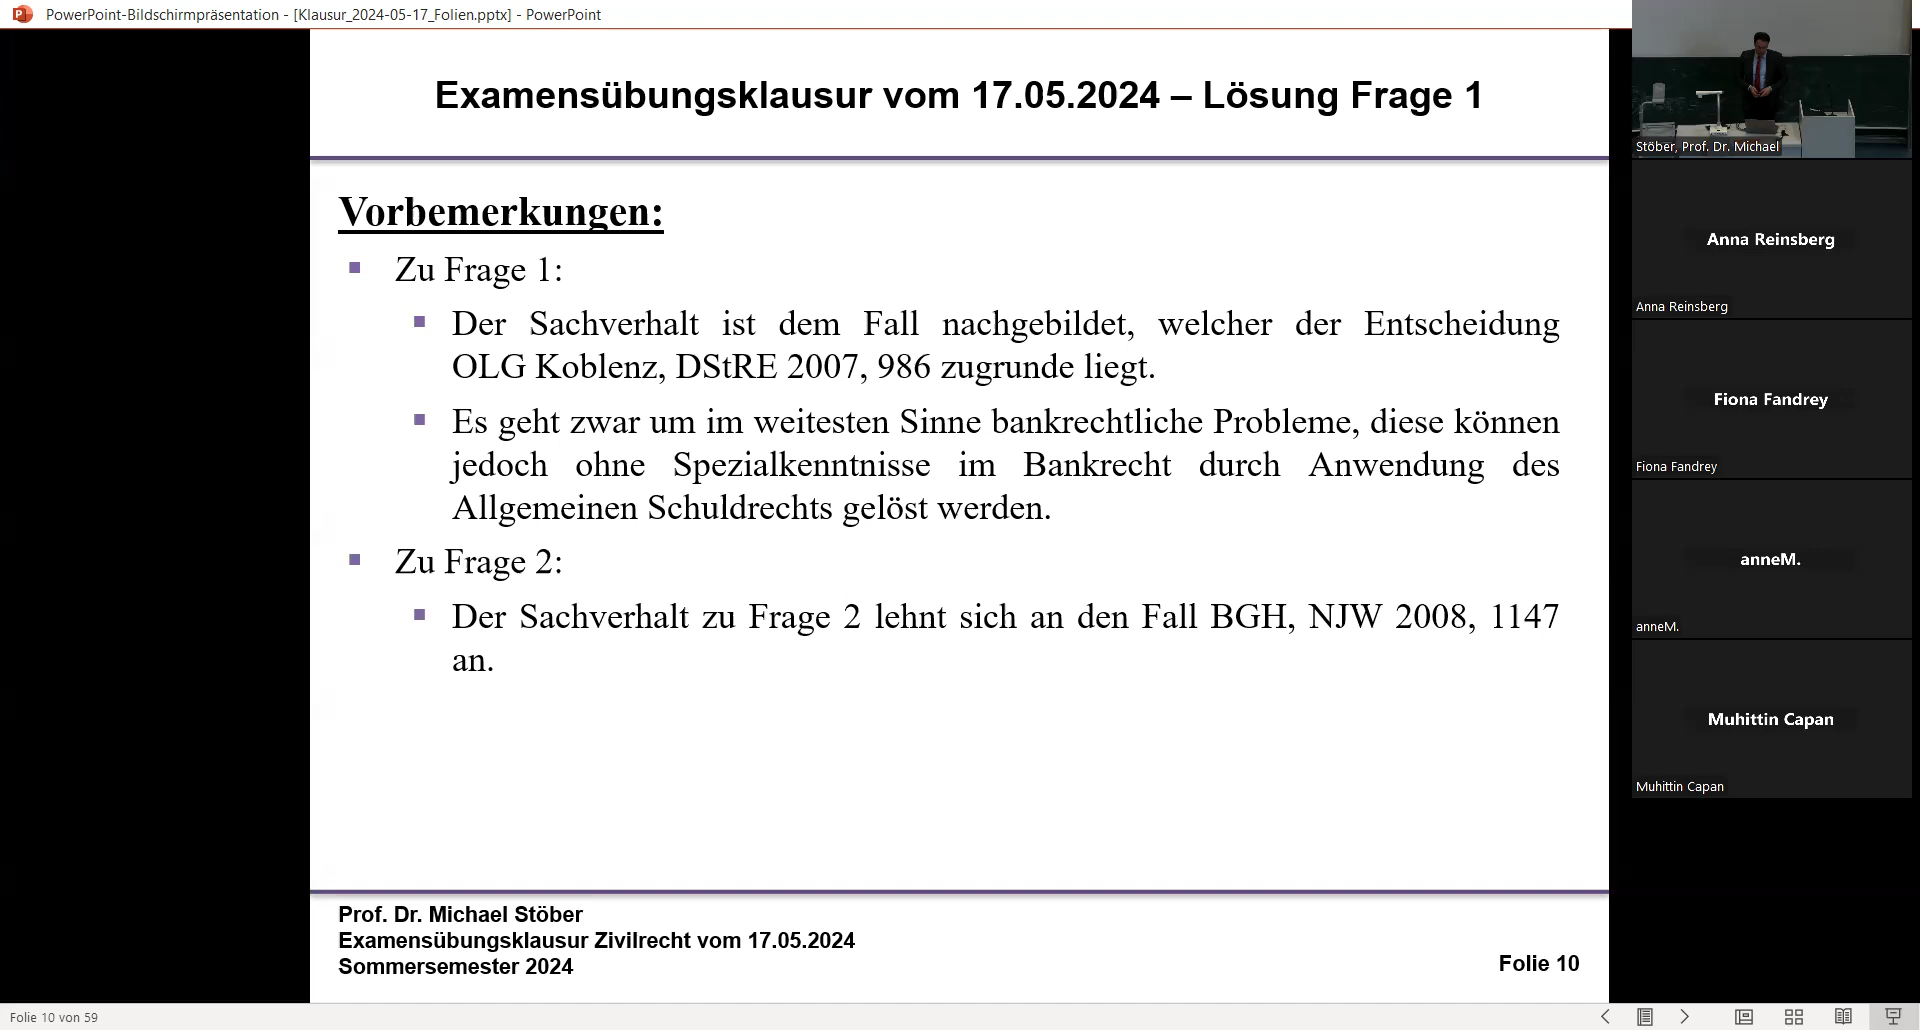 PowerPoint-Bildschirmpräsentation - [Klausur_2024-05-17_Folien.pptx] - PowerPoint
Examensübungsklausur vom 17.05.2024 – Lösung Frage 1
Vorbemerkungen:
Zu Frage 1:
Der Sachverhalt ist dem Fall nachgebildet, welcher der Entscheidung
OLG Koblenz, DStRE 2007, 986 zugrunde liegt.
Es geht zwar um im weitesten Sinne bankrechtliche Probleme, diese können
jedoch ohne Spezialkenntnisse im Bankrecht durch Anwendung des
Allgemeinen Schuldrechts gelöst werden.
Zu Frage 2:
Der Sachverhalt zu Frage 2 lehnt sich an den Fall BGH, NJW 2008, 1147
an.
Prof. Dr. Michael Stöber
Examensübungsklausur Zivilrecht vom 17.05.2024
Sommersemester 2024
Folie 10
Stöber, Prof. Dr. Michael
Anna Reinsberg
Anna Reinsberg
Fiona Fandrey
Fiona Fandrey
anneM.
anneM.
Muhittin Capan
Muhittin Capan
Folie 10 von 59